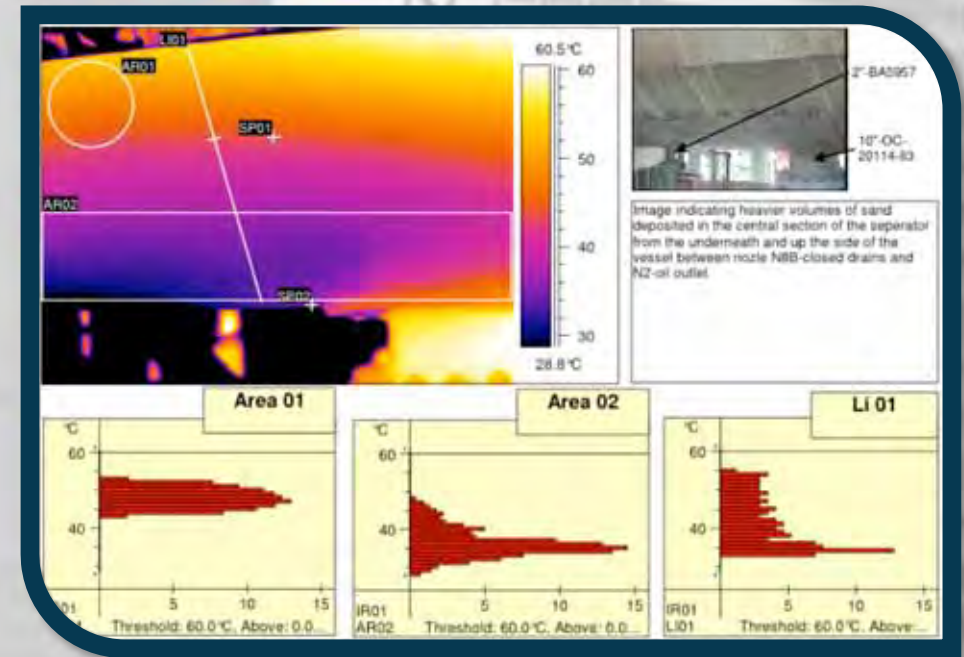 LI01
AR01
SP01
AR02
SP02
60.5°C
60
50
40
30
28.8°C
2"-BA5957
10"-OC-
20114-83
Image indicating heavier volumes of sand
deposited in the central section of the seperator
from the underneath and up the side of the
vessel between nozle N8B-closed drains and
N2-oil outlet
Area 01
°C
60
40
5
10
15
01
Threshold: 60.0°C, Above: 0.0...
Area 02
°C
60
40
5
10
15
IR01
AR02
Threshold: 60.0°C, Above: 0.0...
Li 01
°C
60
40
5
10
15
IR01
LI01
Threshold: 60.0°C, Above:...